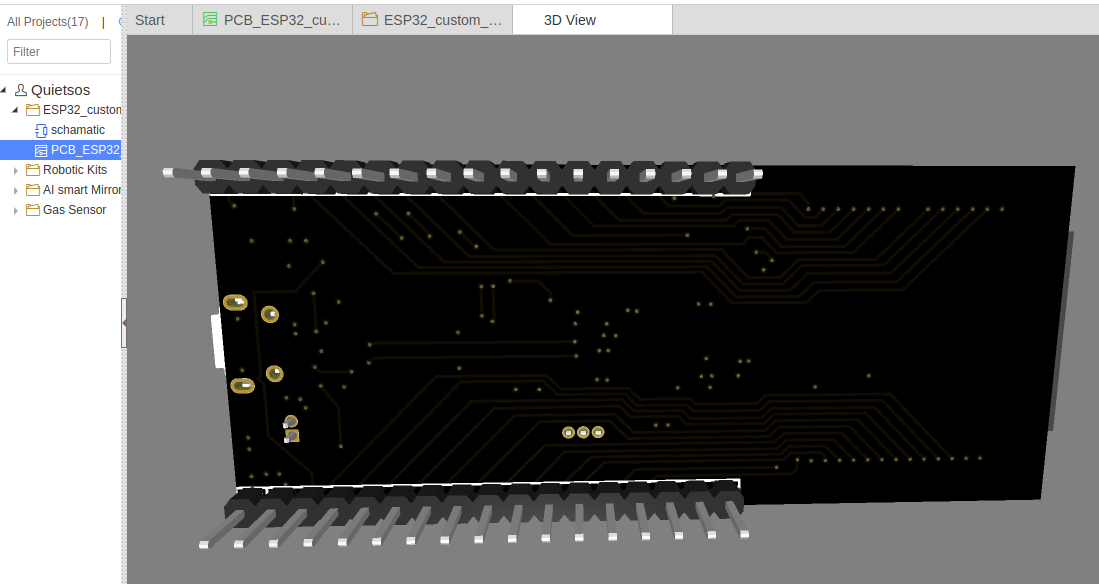 All Projects(17) |
Start
PCB_ESP32_cu...
ESP32_custom_...
3D View
Filter
Quietsos
ESP32_custom
schamatic
PCB_ESP32
Robotic Kits
AI smart Mirror
Gas Sensor